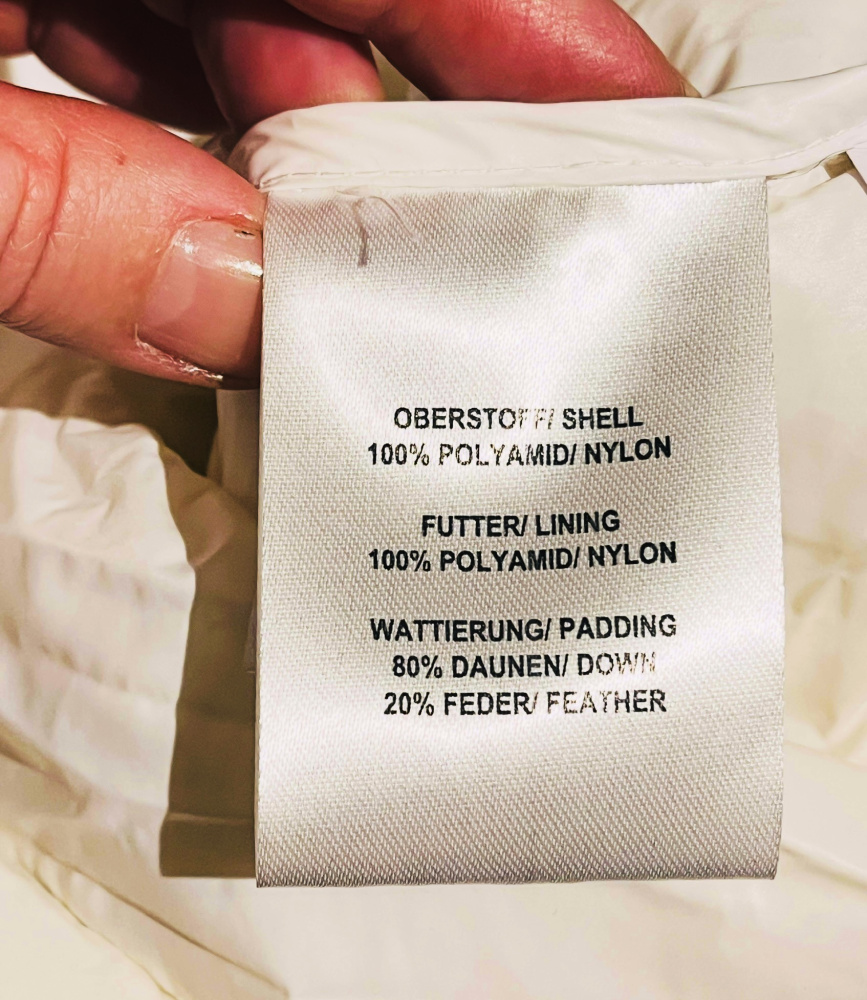 OBERSTOFF/ SHELL
100% POLYAMID/ NYLON
FUTTER/ LINING
100% POLYAMID/ NYLON
WATTIERUNG/ PADDING
80% DAUNEN/ DOWN
20% FEDER/ FEATHER